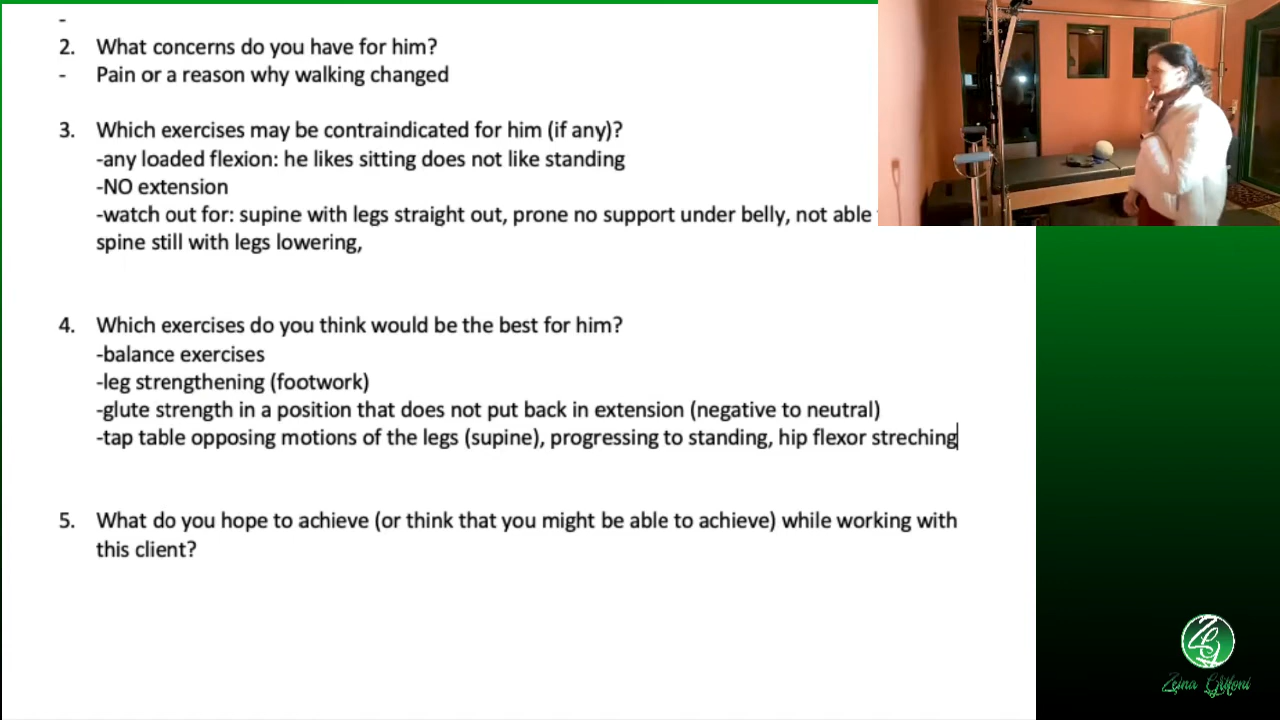 -
2. What concerns do you have for him?
- Pain or a reason why walking changed
3. Which exercises may be contraindicated for him (if any)?
-any loaded flexion: he likes sitting does not like standing
-NO extension
-watch out for: supine with legs straight out, prone no support under belly, not able
spine still with legs lowering,
4. Which exercises do you think would be the best for him?
-balance exercises
-leg strengthening (footwork)
-glute strength in a position that does not put back in extension (negative to neutral)
-tap table opposing motions of the legs (supine), progressing to standing, hip flexor streching
5. What do you hope to achieve (or think that you might be able to achieve) while working with
this client?
ZG
Zeina Grifoni